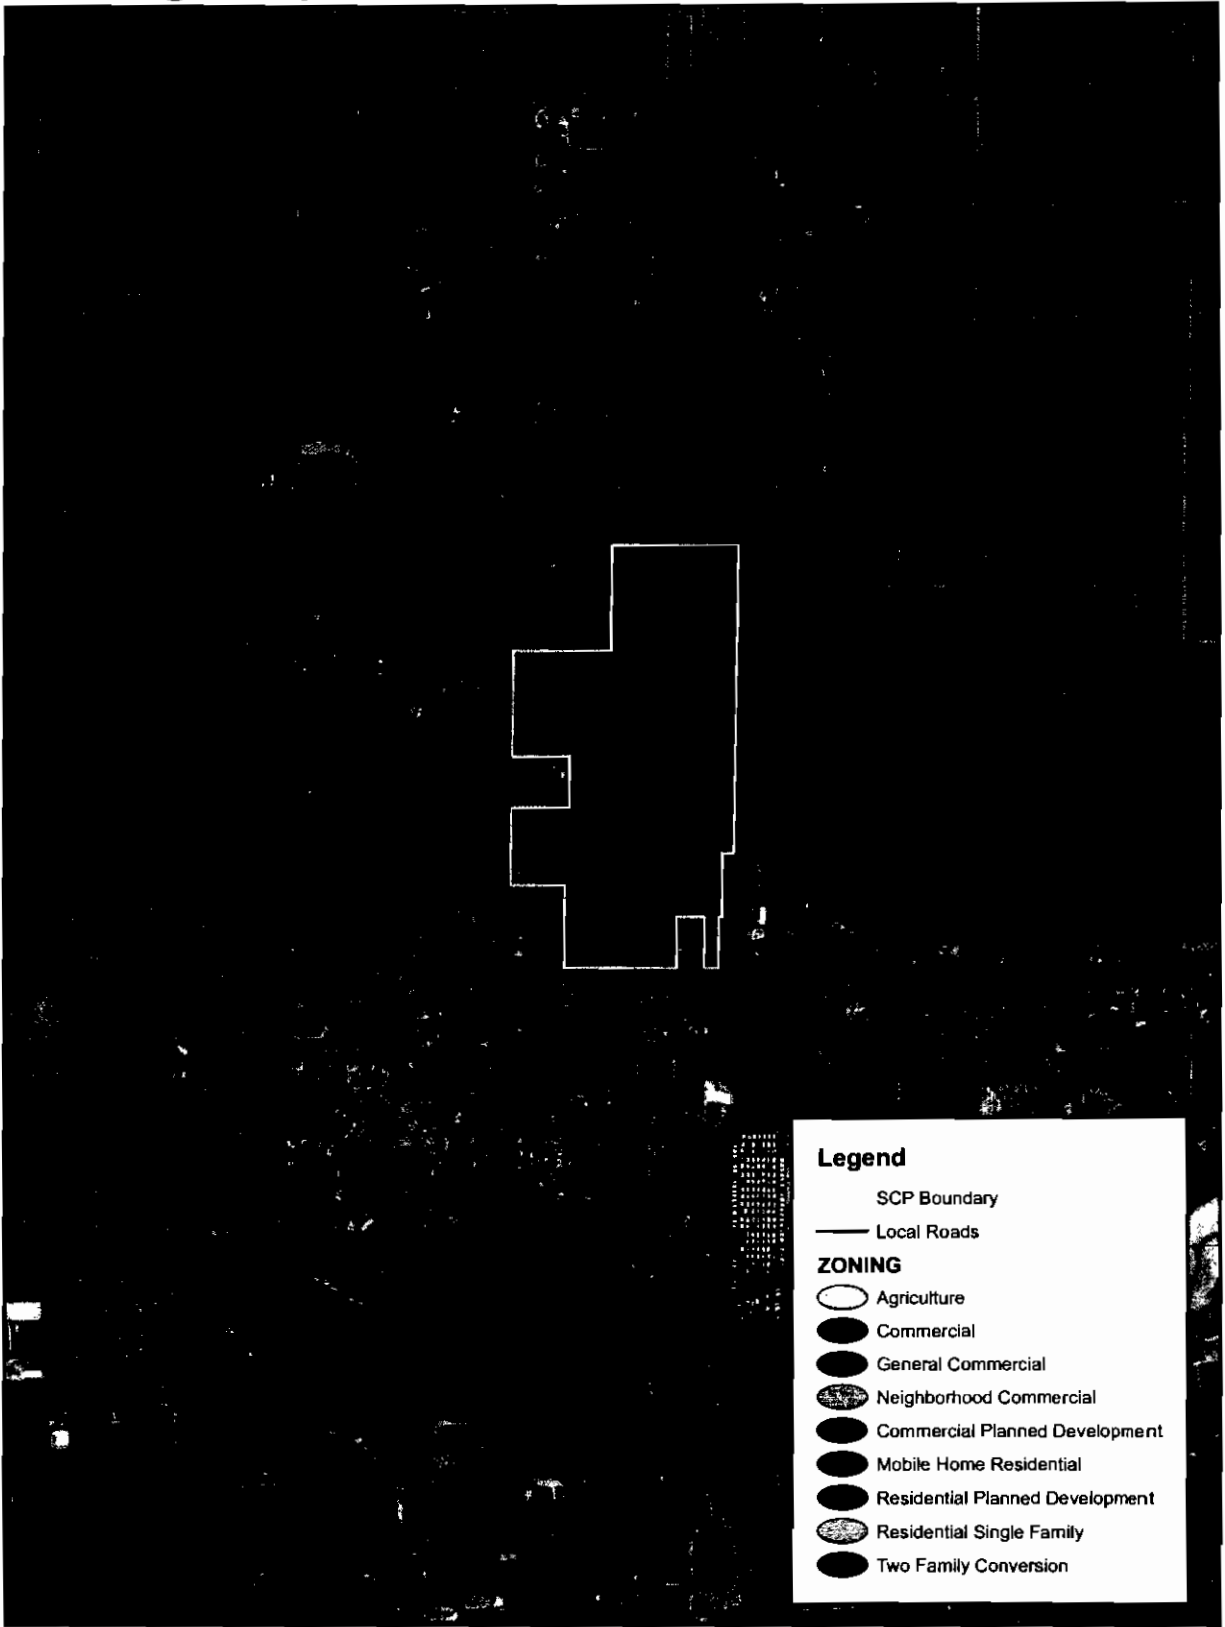 Legend
SCP Boundary
Local Roads
ZONING
Agriculture
Commercial
General Commercial
Neighborhood Commercial
Commercial Planned Development
Mobile Home Residential
Residential Planned Development
Residential Single Family
Two Family Conversion